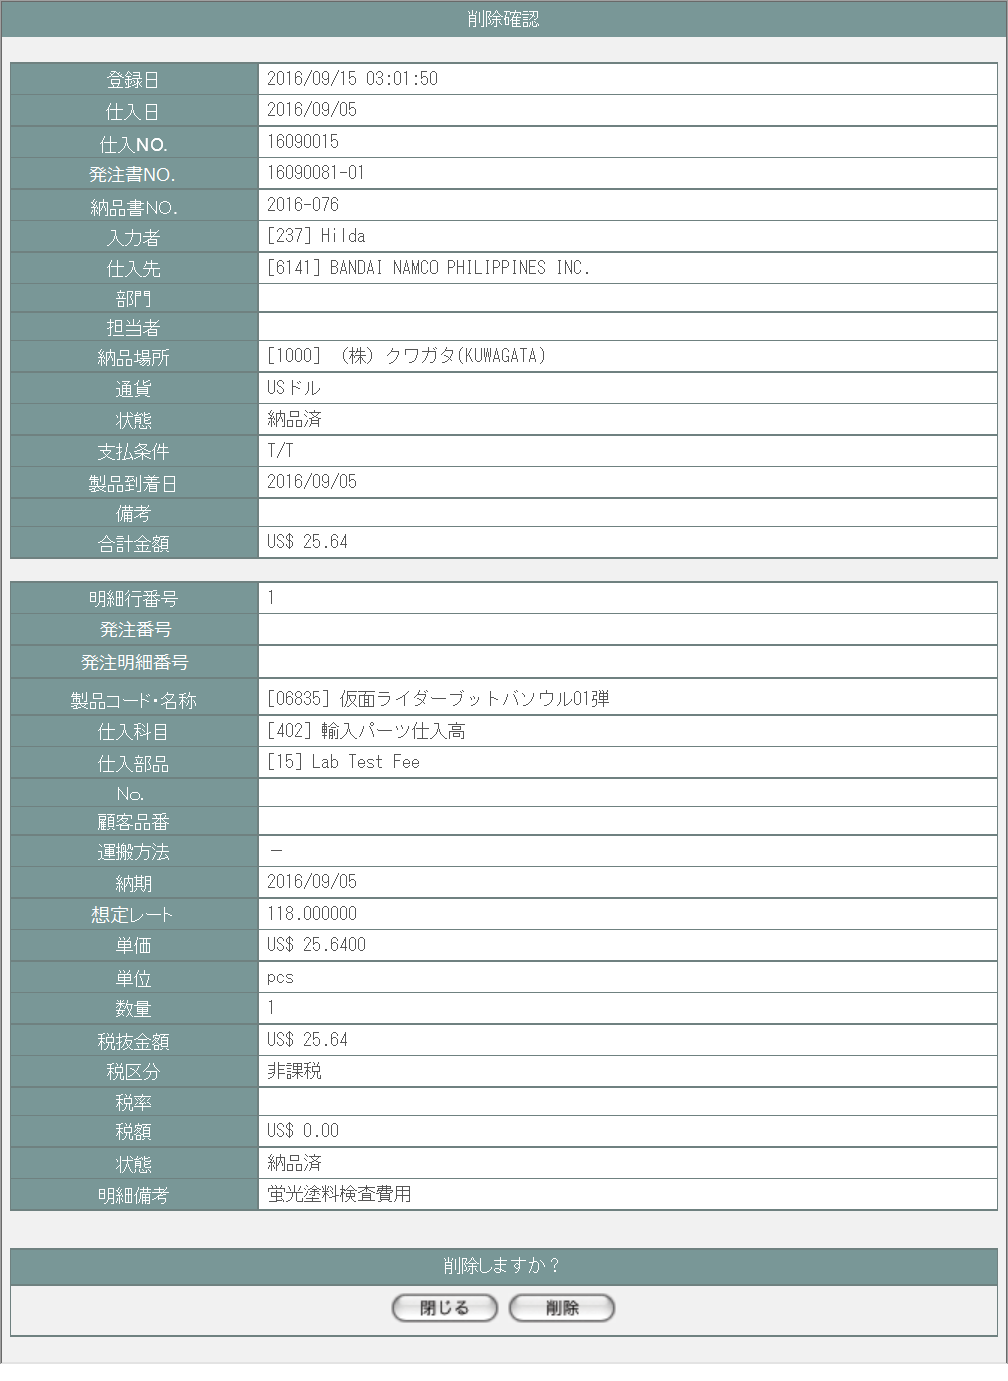 削除確認
登録日 2016/09/15 03:01:50
仕入日 2016/09/05
仕入NO. 16090015
発注書NO. 16090081-01
納品書NO. 2016-076
入力者 [237] Hilda
仕入先 [6141] BANDAI NAMCO PHILIPPINES INC.
部門
担当者
納品場所 [1000] （株）クワガタ(KUWAGATA)
通貨 USドル
状態 納品済
支払条件 T/T
製品到着日 2016/09/05
備考
合計金額 US$ 25.64
明細行番号 1
発注番号
発注明細番号
製品コード・名称 [06835] 仮面ライダーブットバソウル01弾
仕入科目 [402] 輸入パーツ仕入高
仕入部品 [15] Lab Test Fee
No.
顧客品番
運搬方法 －
納期 2016/09/05
想定レート 118.000000
単価 US$ 25.6400
単位 pcs
数量 1
税抜金額 US$ 25.64
税区分 非課税
税率
税額 US$ 0.00
状態 納品済
明細備考 蛍光塗料検査費用
削除しますか？
閉じる 削除